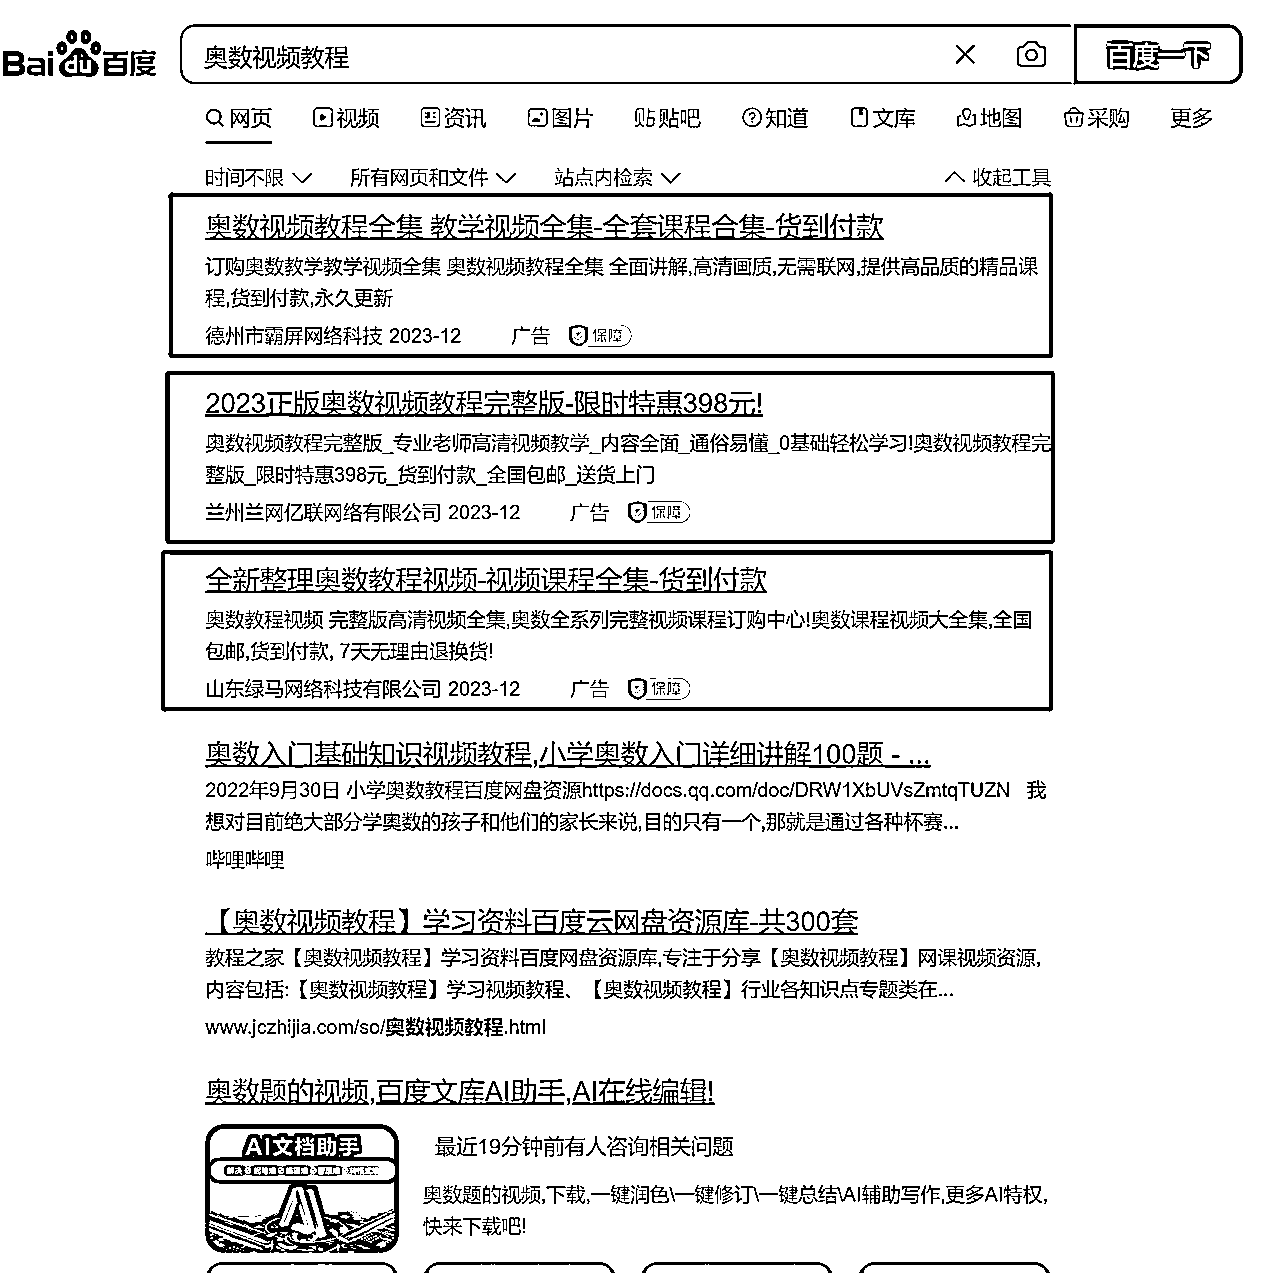 Bai du 百度
奥数视频教程
百度一下
网页 视频 资讯 图片 贴吧 知道 文库 地图 采购 更多
时间不限 所有网页和文件 站点内检索 收起工具
奥数视频教程全集 教学视频全集-全套课程合集-货到付款
订购奥数教学教学视频全集 奥数视频教程全集 全面讲解,高清画质,无需联网,提供高品质的精品课
程,货到付款,永久更新
德州市霸屏网络科技 2023-12 广告 保障
2023正版奥数视频教程完整版-限时特惠398元!
奥数视频教程完整版_专业老师高清视频教学_内容全面_通俗易懂_0基础轻松学习!奥数视频教程完
整版_限时特惠398元_货到付款_全国包邮_送货上门
兰州兰网亿联网络有限公司 2023-12 广告 保障
全新整理奥数教程视频-视频课程全集-货到付款
奥数教程视频 完整版高清视频全集,奥数全系列完整视频课程订购中心!奥数课程视频大全集,全国
包邮,货到付款, 7天无理由退换货!
山东绿马网络科技有限公司 2023-12 广告 保障
奥数入门基础知识视频教程,小学奥数入门详细讲解100题 - ...
2022年9月30日 小学奥数教程百度网盘资源https://docs.qq.com/doc/DRW1XbUVsZmtqTUZN 我
想对目前绝大部分学奥数的孩子和他们的家长来说,目的只有一个,那就是通过各种杯赛...
哔哩哔哩
【奥数视频教程】学习资料百度云网盘资源库-共300套
教程之家【奥数视频教程】学习资料百度网盘资源库,专注于分享【奥数视频教程】网课视频资源,
内容包括:【奥数视频教程】学习视频教程、【奥数视频教程】行业各知识点专题类在...
www.jczhijia.com/so/奥数视频教程.html
奥数题的视频,百度文库AI助手,AI在线编辑!
AI文档助手
最近19分钟前有人咨询相关问题
奥数题的视频,下载,一键润色\一键修订\一键总结\AI辅助写作,更多AI特权,
快来下载吧!